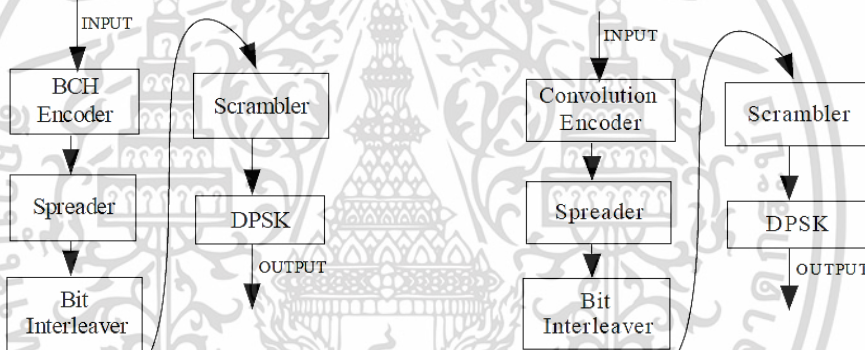 INPUT
BCH
Encoder
Spreader
Bit
Interleaver
Scrambler
DPSK
OUTPUT
INPUT
Convolution
Encoder
Spreader
Bit
Interleaver
Scrambler
DPSK
OUTPUT